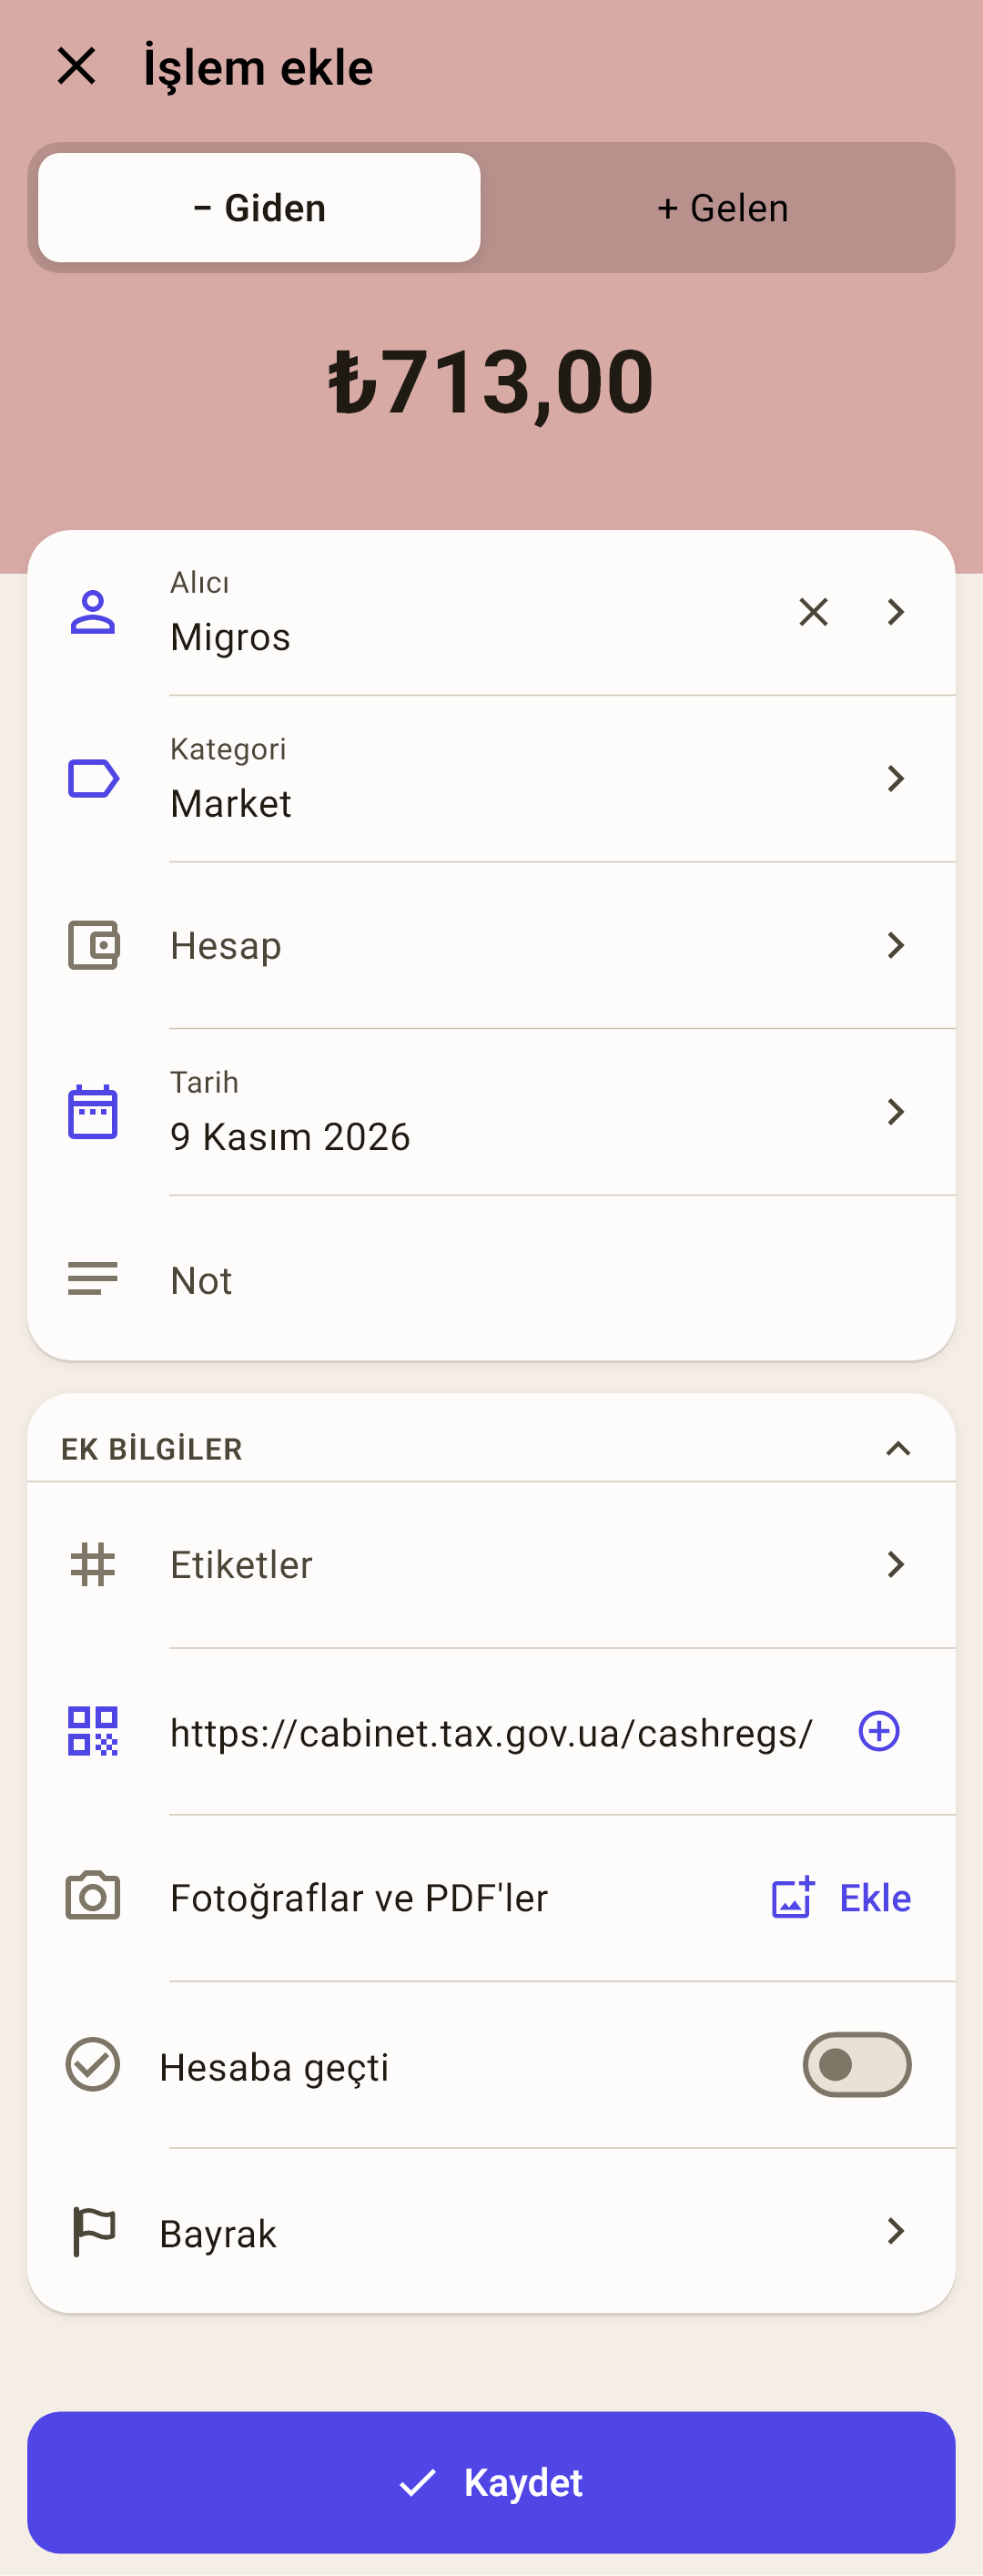 İşlem ekle
− Giden
+ Gelen
₺713,00
Alıcı
Migros
Kategori
Market
Hesap
Tarih
9 Kasım 2026
Not
EK BİLGİLER
Etiketler
https://cabinet.tax.gov.ua/cashregs/
Fotoğraflar ve PDF'ler
Ekle
Hesaba geçti
Bayrak
Kaydet